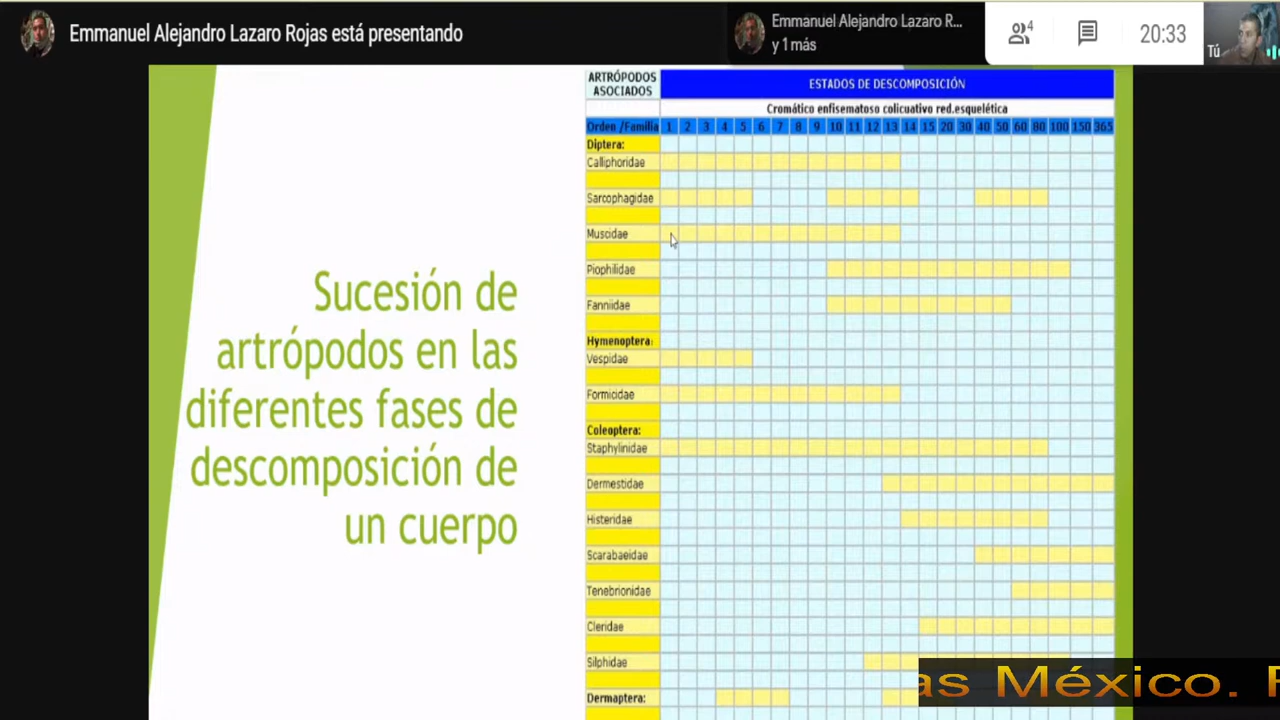 Emmanuel Alejandro Lazaro Rojas está presentando
Emmanuel Alejandro Lazaro R...
y 1 más
4
20:33
Tú
Sucesión de
artrópodos en las
diferentes fases de
descomposición de
un cuerpo
ARTRÓPODOS
ASOCIADOS
ESTADOS DE DESCOMPOSICIÓN
Cromático enfisematoso colicuativo red.esquelética
Orden /Familia 1 2 3 4 5 6 7 8 9 10 11 12 13 14 15 20 30 40 50 60 80 100 150 365
Diptera:
Calliphoridae
Sarcophagidae
Muscidae
Piophilidae
Fanniidae
Hymenoptera:
Vespidae
Formicidae
Coleoptera:
Staphylinidae
Dermestidae
Histeridae
Scarabaeidae
Tenebrionidae
Cleridae
Silphidae
Dermaptera:
as México.